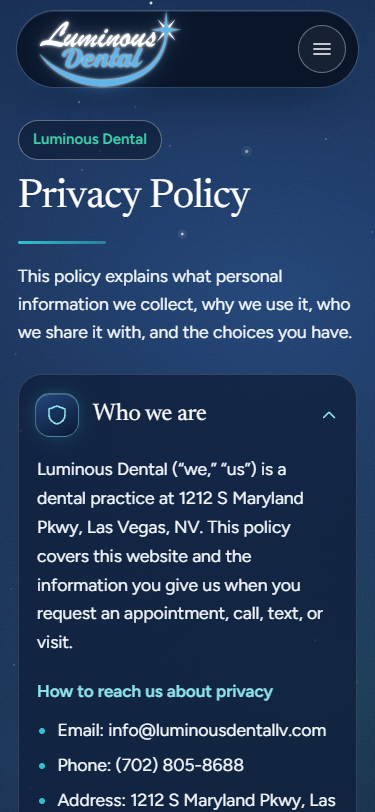 Luminous
Dental
Luminous Dental
Privacy Policy
This policy explains what personal
information we collect, why we use it, who
we share it with, and the choices you have.
Who we are
Luminous Dental (“we,” “us”) is a
dental practice at 1212 S Maryland
Pkwy, Las Vegas, NV. This policy
covers this website and the
information you give us when you
request an appointment, call, text, or
visit.
How to reach us about privacy
Email: info@luminousdentallv.com
Phone: (702) 805-8688
Address: 1212 S Maryland Pkwy, Las